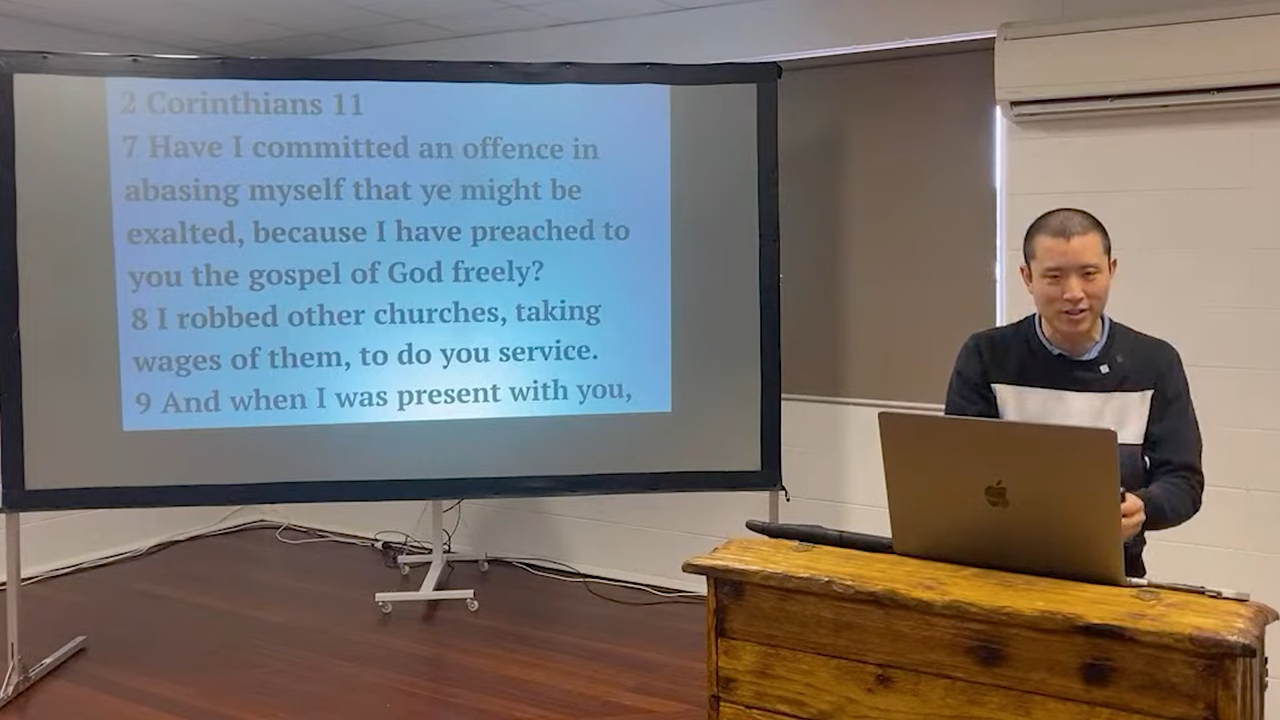 2 Corinthians 11
7 Have I committed an offence in
abasing myself that ye might be
exalted, because I have preached to
you the gospel of God freely?
8 I robbed other churches, taking
wages of them, to do you service.
9 And when I was present with you,